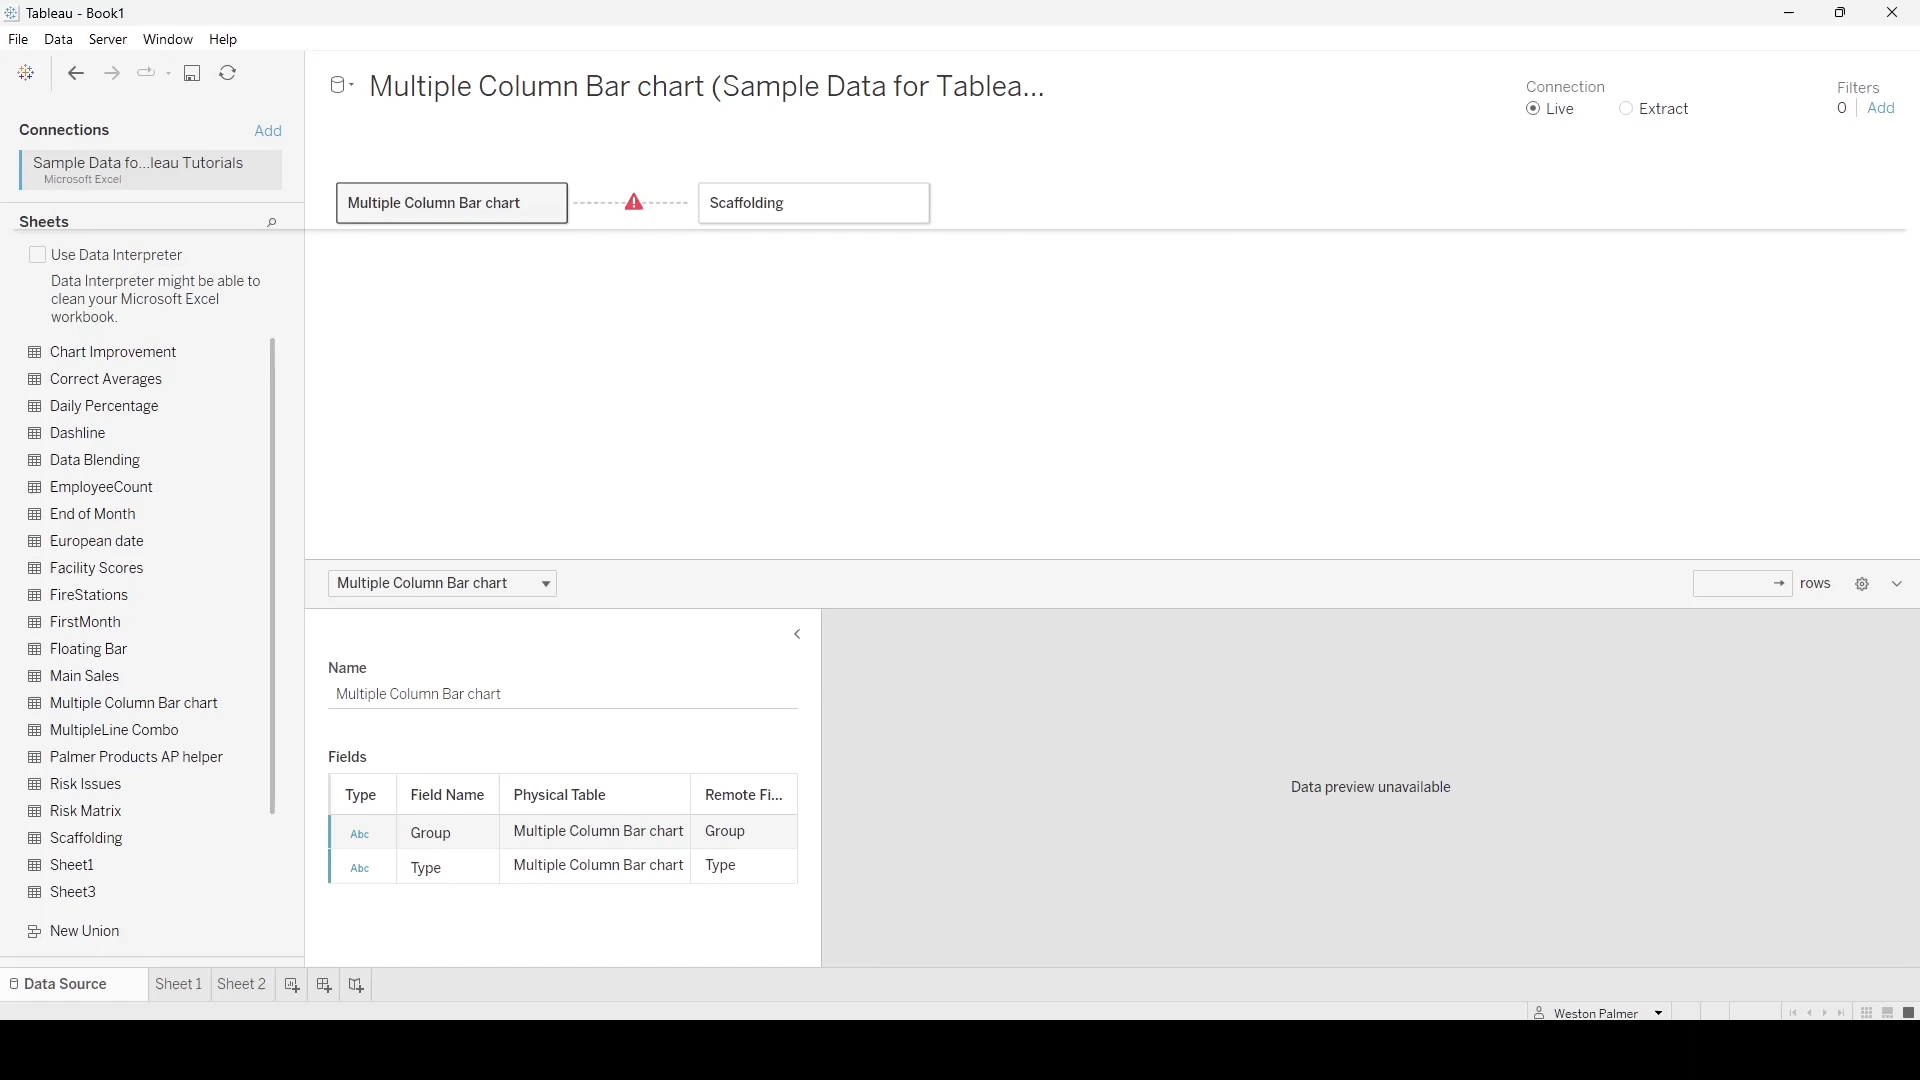 Tableau - Book1
File Data Server Window Help
Connections Add
Sample Data fo...leau Tutorials
Microsoft Excel
Sheets
Use Data Interpreter
Data Interpreter might be able to
clean your Microsoft Excel
workbook.
Chart Improvement
Correct Averages
Daily Percentage
Dashline
Data Blending
EmployeeCount
End of Month
European date
Facility Scores
FireStations
FirstMonth
Floating Bar
Main Sales
Multiple Column Bar chart
MultipleLine Combo
Palmer Products AP helper
Risk Issues
Risk Matrix
Scaffolding
Sheet1
Sheet3
New Union
Multiple Column Bar chart (Sample Data for Tablea...
Connection
Live Extract
Filters
0 Add
Multiple Column Bar chart Scaffolding
Multiple Column Bar chart rows
Name
Multiple Column Bar chart
Fields
Type Field Name Physical Table Remote Fi...
Abc Group Multiple Column Bar chart Group
Abc Type Multiple Column Bar chart Type
Data preview unavailable
Data Source Sheet 1 Sheet 2
Weston Palmer